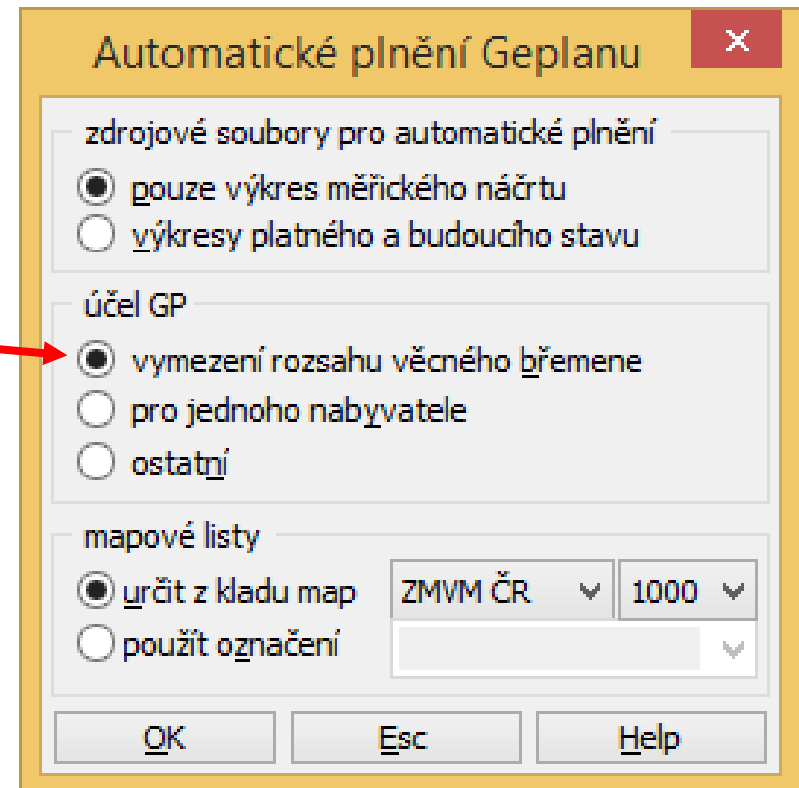 Automatické plnění Geplanu
zdrojové soubory pro automatické plnění
pouze výkres měřického náčrtu
výkresy platného a budoucího stavu
účel GP
vymezení rozsahu věcného břemene
pro jednoho nabyvatele
ostatní
mapové listy
určit z kladu map ZMVM ČR 1000
použít označení
OK Esc Help